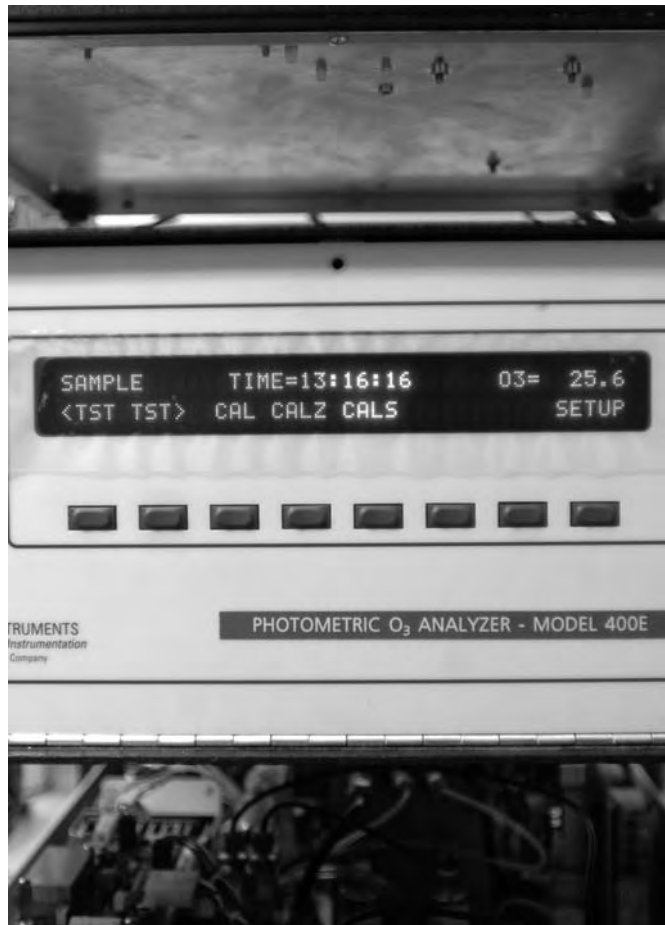 SAMPLE TIME=13:16:16 O3= 25.6
<TST TST> CAL CALZ CALS SETUP
TRUMENTS
Instrumentation
Company
PHOTOMETRIC O₃ ANALYZER - MODEL 400E